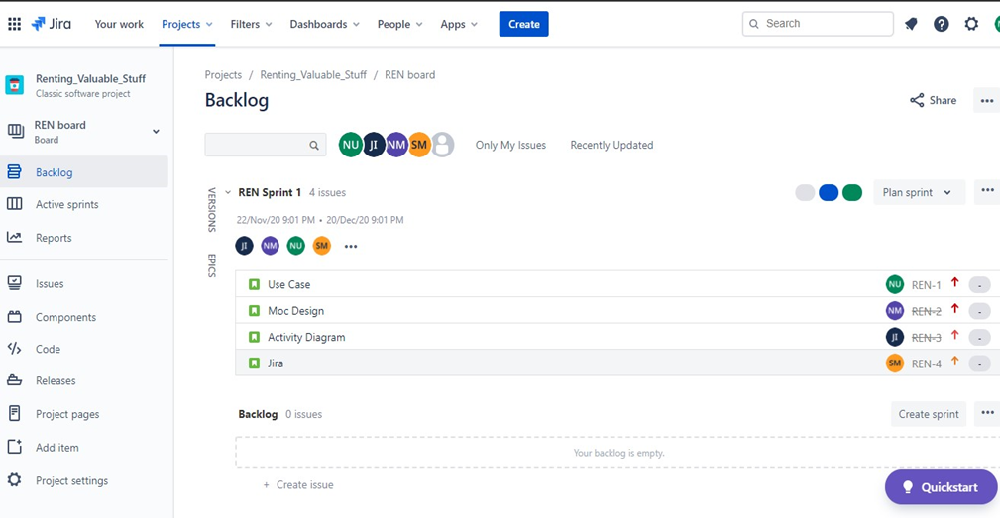 Jira Your work Projects Filters Dashboards People Apps Create Search
Renting_Valuable_Stuff
Classic software project
REN board
Board
Backlog
Active sprints
Reports
Issues
Components
Code
Releases
Project pages
Add item
Project settings
Projects / Renting_Valuable_Stuff / REN board
Backlog
Share
NU JI NM SM Only My Issues Recently Updated
VERSIONS
EPICS
REN Sprint 1 4 issues Plan sprint
22/Nov/20 9:01 PM • 20/Dec/20 9:01 PM
JI NM NU SM
Use Case NU REN-1 -
Moc Design NM REN-2 -
Activity Diagram JI REN-3 -
Jira SM REN-4 -
Backlog 0 issues Create sprint
Your backlog is empty.
+ Create issue
Quickstart